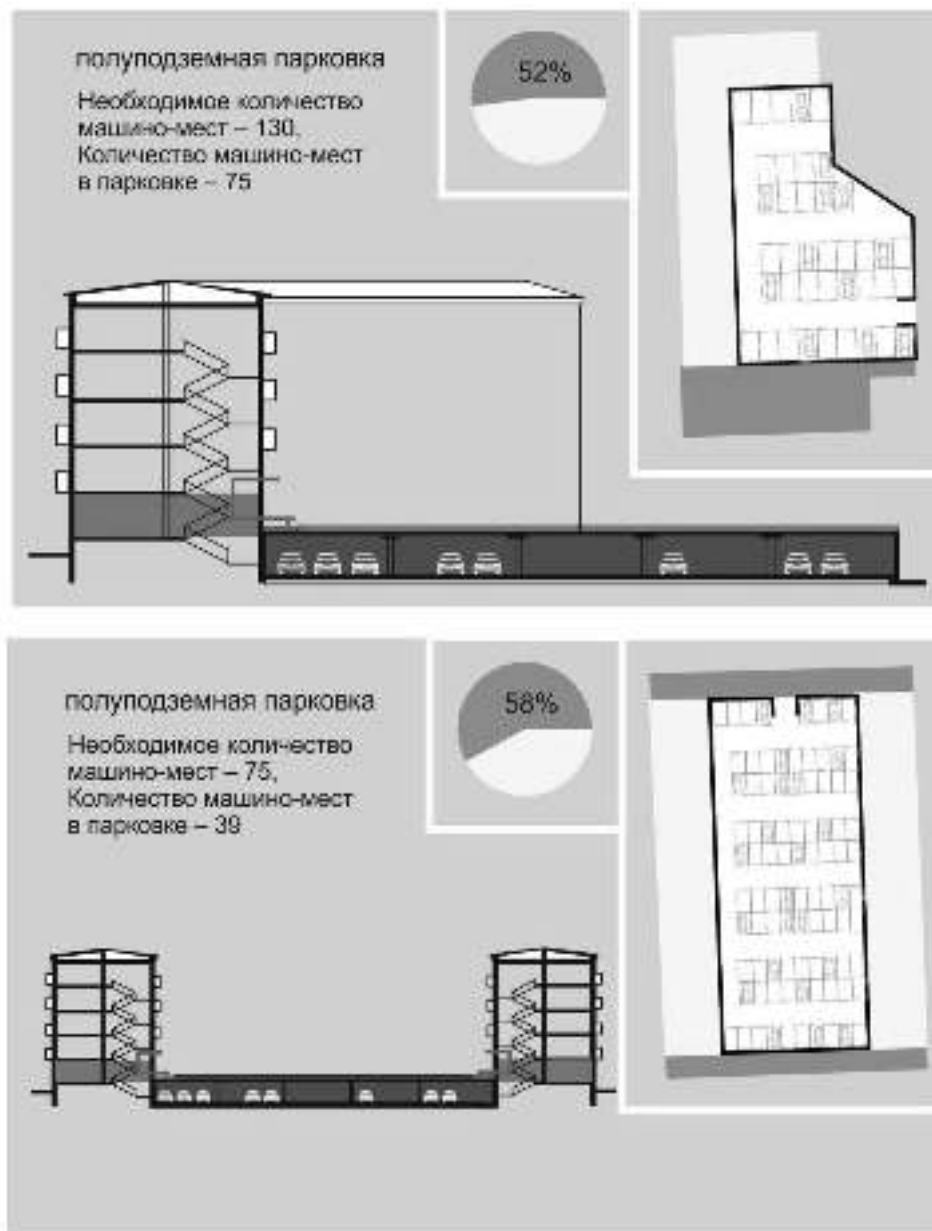 полуподземная парковка
Необходимое количество
машино-мест – 130,
Количество машино-мест
в парковке – 75
52%
полуподземная парковка
Необходимое количество
машино-мест – 75,
Количество машино-мест
в парковке – 39
58%